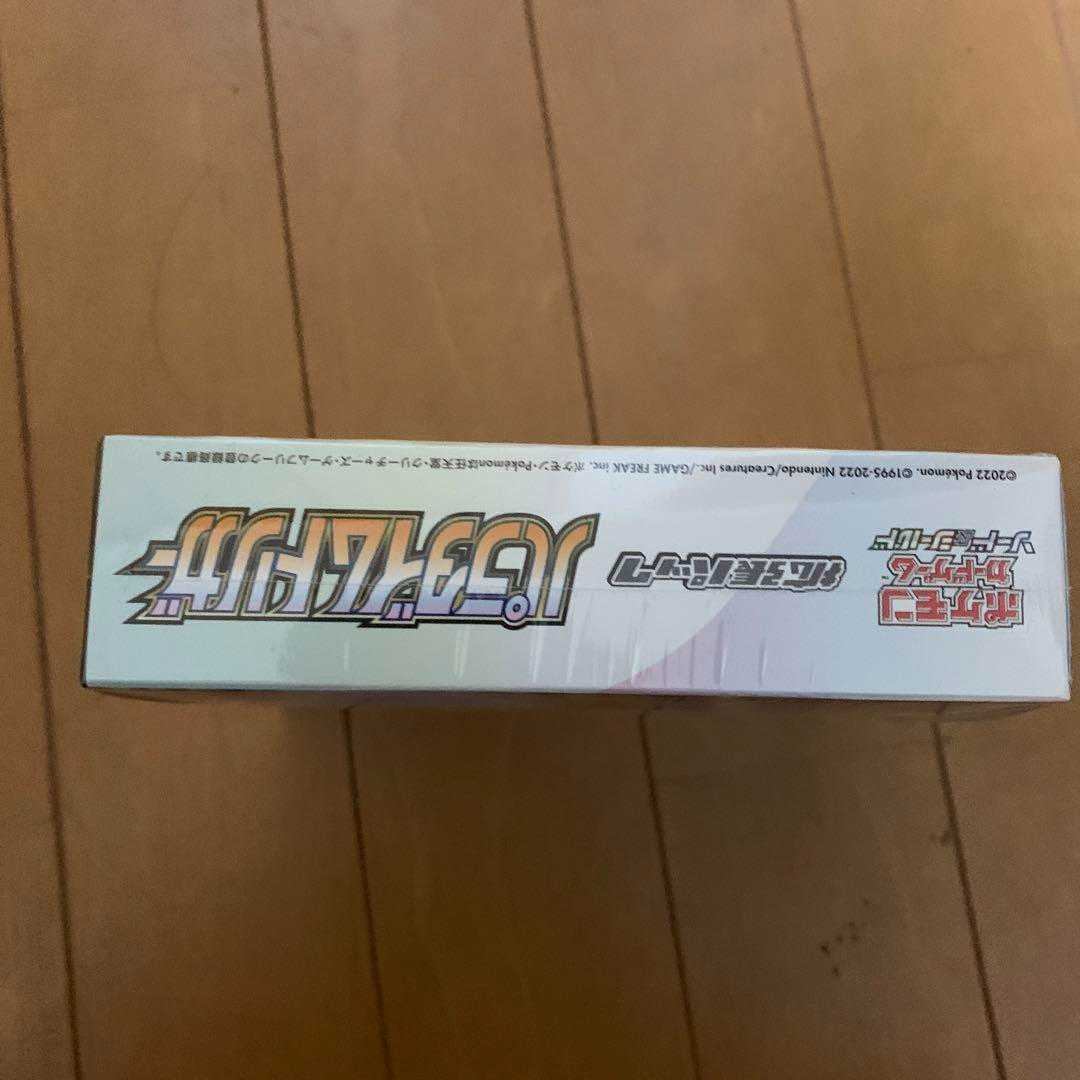 ポケモン
カードゲーム
ソード&シールド
拡張パック
パラダイムトリガー
©2022 Pokémon. ©1995-2022 Nintendo/Creatures Inc./GAME FREAK inc. ポケモン・Pokémonは任天堂・クリーチャーズ・ゲームフリークの登録商標です。